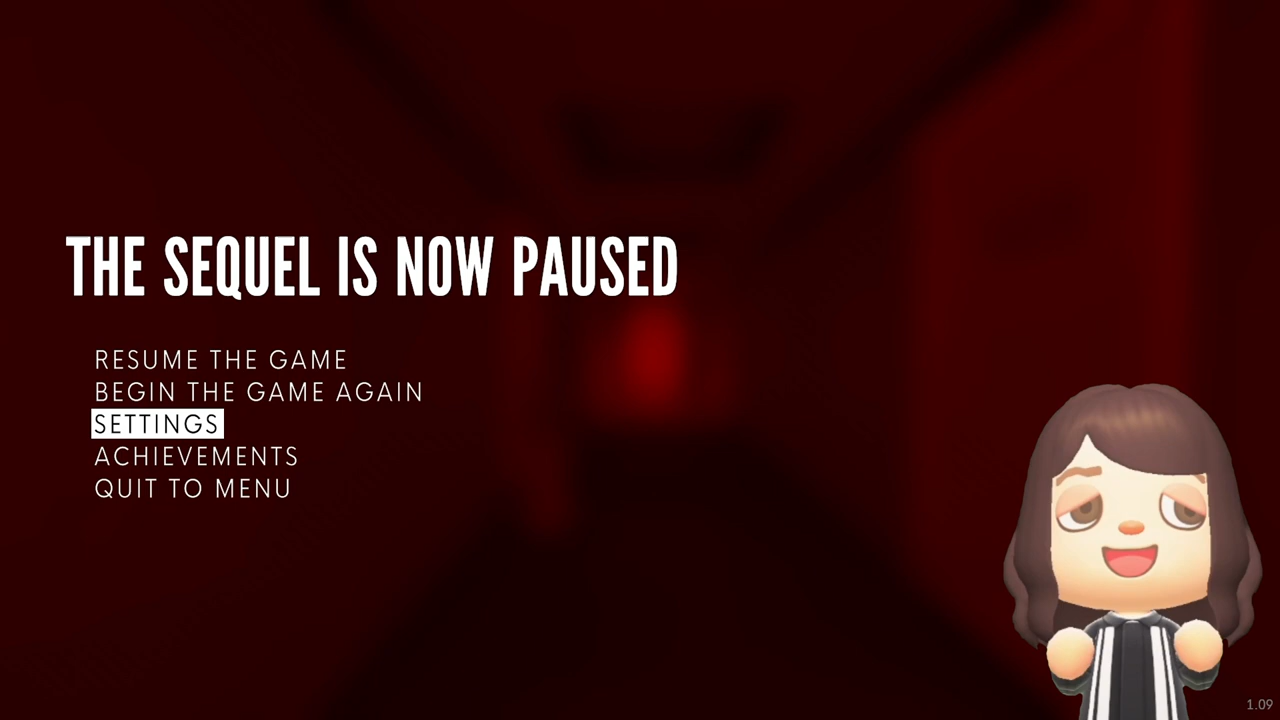 THE SEQUEL IS NOW PAUSED
RESUME THE GAME
BEGIN THE GAME AGAIN
SETTINGS
ACHIEVEMENTS
QUIT TO MENU
1.09